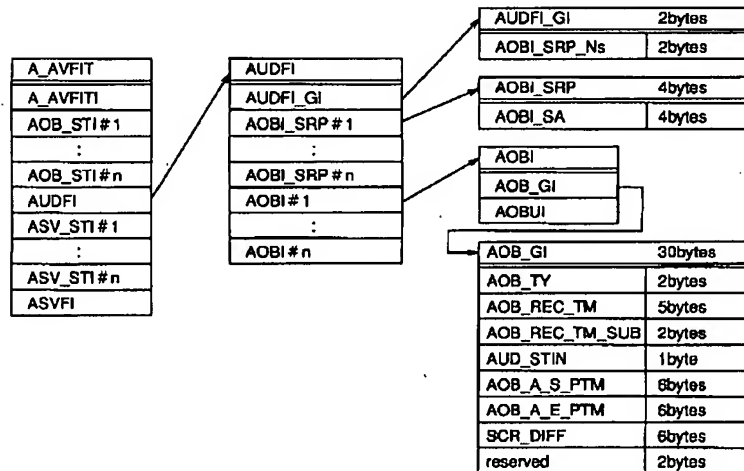 A_AVFIT
A_AVFITI
AOB_STI#1
:
AOB_STI#n
AUDFI
ASV_STI#1
:
ASV_STI#n
ASVFI
AUDFI
AUDFI_GI
AOBI_SRP#1
:
AOBI_SRP#n
AOBI#1
:
AOBI#n
AUDFI_GI 2bytes
AOBI_SRP_Ns 2bytes
AOBI_SRP 4bytes
AOBI_SA 4bytes
AOBI
AOB_GI
AOBUI
AOB_GI 30bytes
AOB_TY 2bytes
AOB_REC_TM 5bytes
AOB_REC_TM_SUB 2bytes
AUD_STIN 1byte
AOB_A_S_PTM 6bytes
AOB_A_E_PTM 6bytes
SCR_DIFF 6bytes
reserved 2bytes